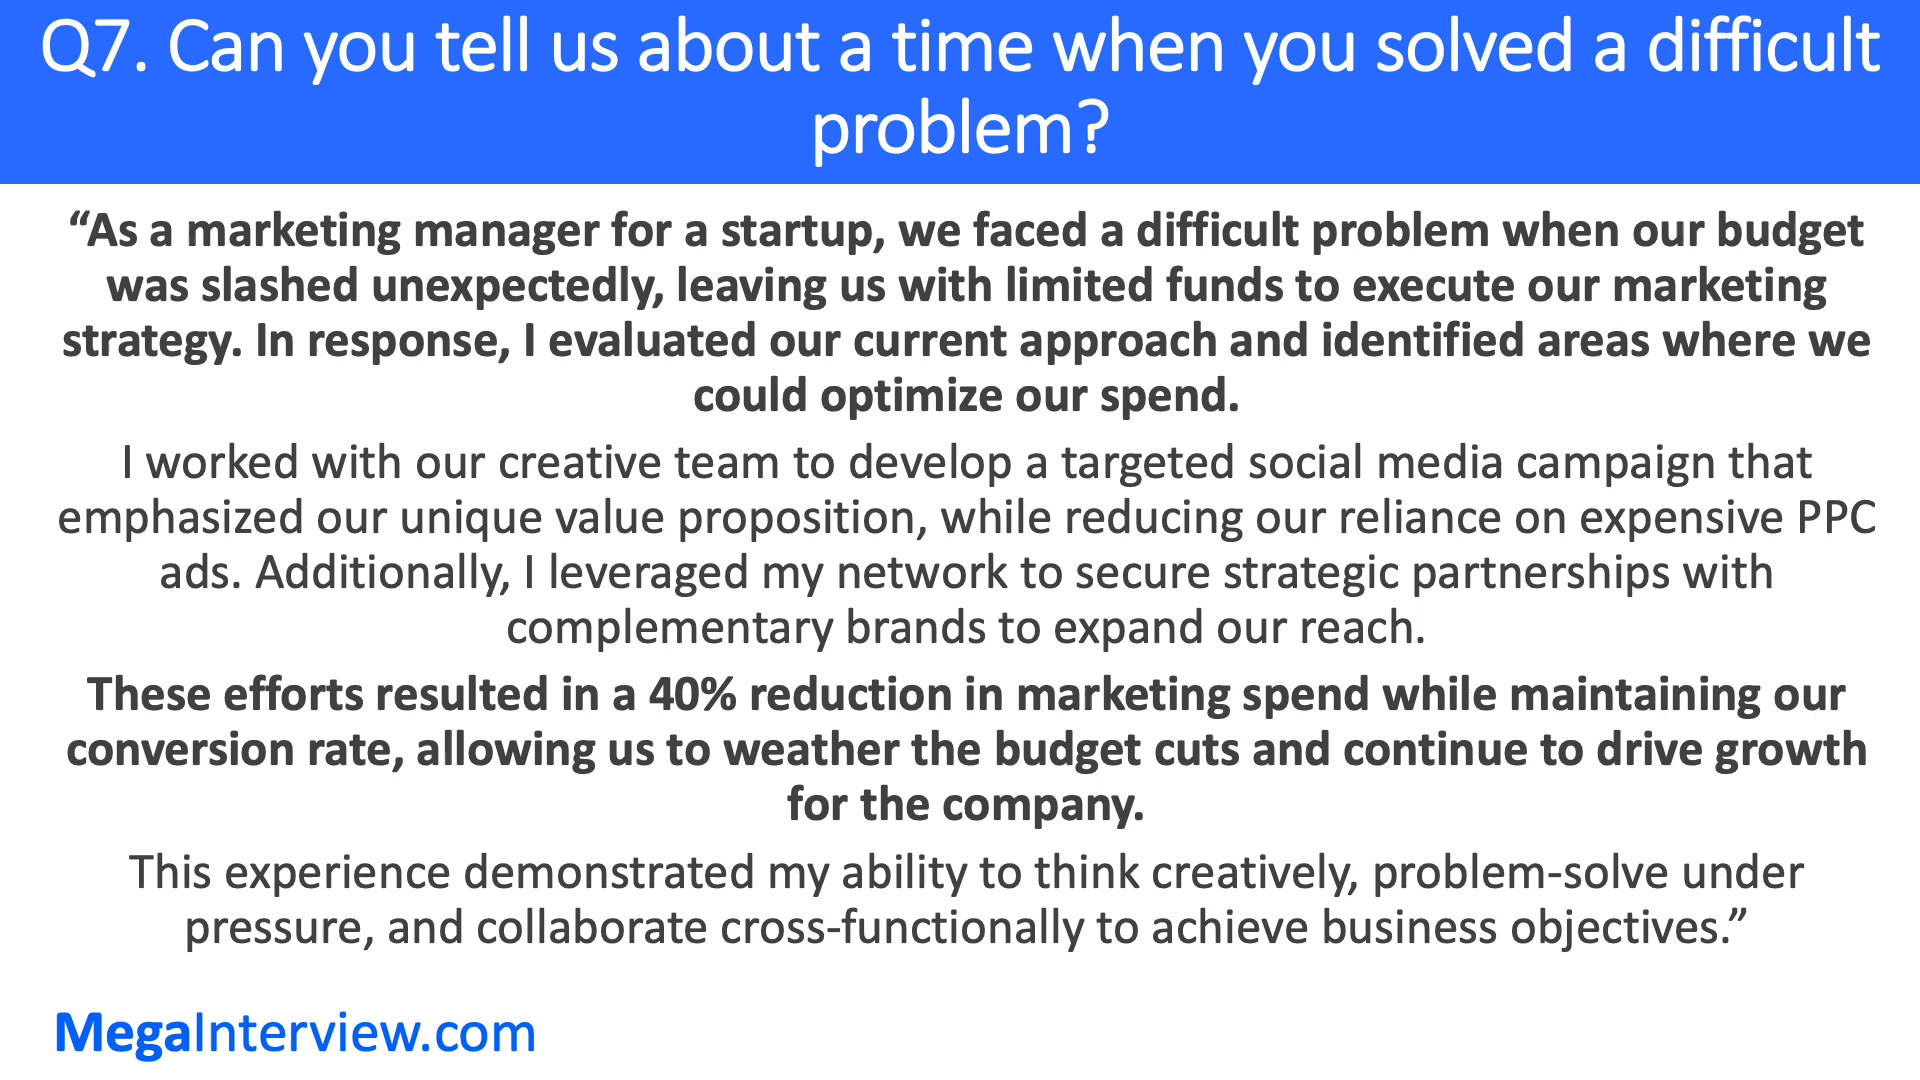 Q7. Can you tell us about a time when you solved a difficult
problem?
“As a marketing manager for a startup, we faced a difficult problem when our budget
was slashed unexpectedly, leaving us with limited funds to execute our marketing
strategy. In response, I evaluated our current approach and identified areas where we
could optimize our spend.
I worked with our creative team to develop a targeted social media campaign that
emphasized our unique value proposition, while reducing our reliance on expensive PPC
ads. Additionally, I leveraged my network to secure strategic partnerships with
complementary brands to expand our reach.
These efforts resulted in a 40% reduction in marketing spend while maintaining our
conversion rate, allowing us to weather the budget cuts and continue to drive growth
for the company.
This experience demonstrated my ability to think creatively, problem-solve under
pressure, and collaborate cross-functionally to achieve business objectives.”
MegaInterview.com